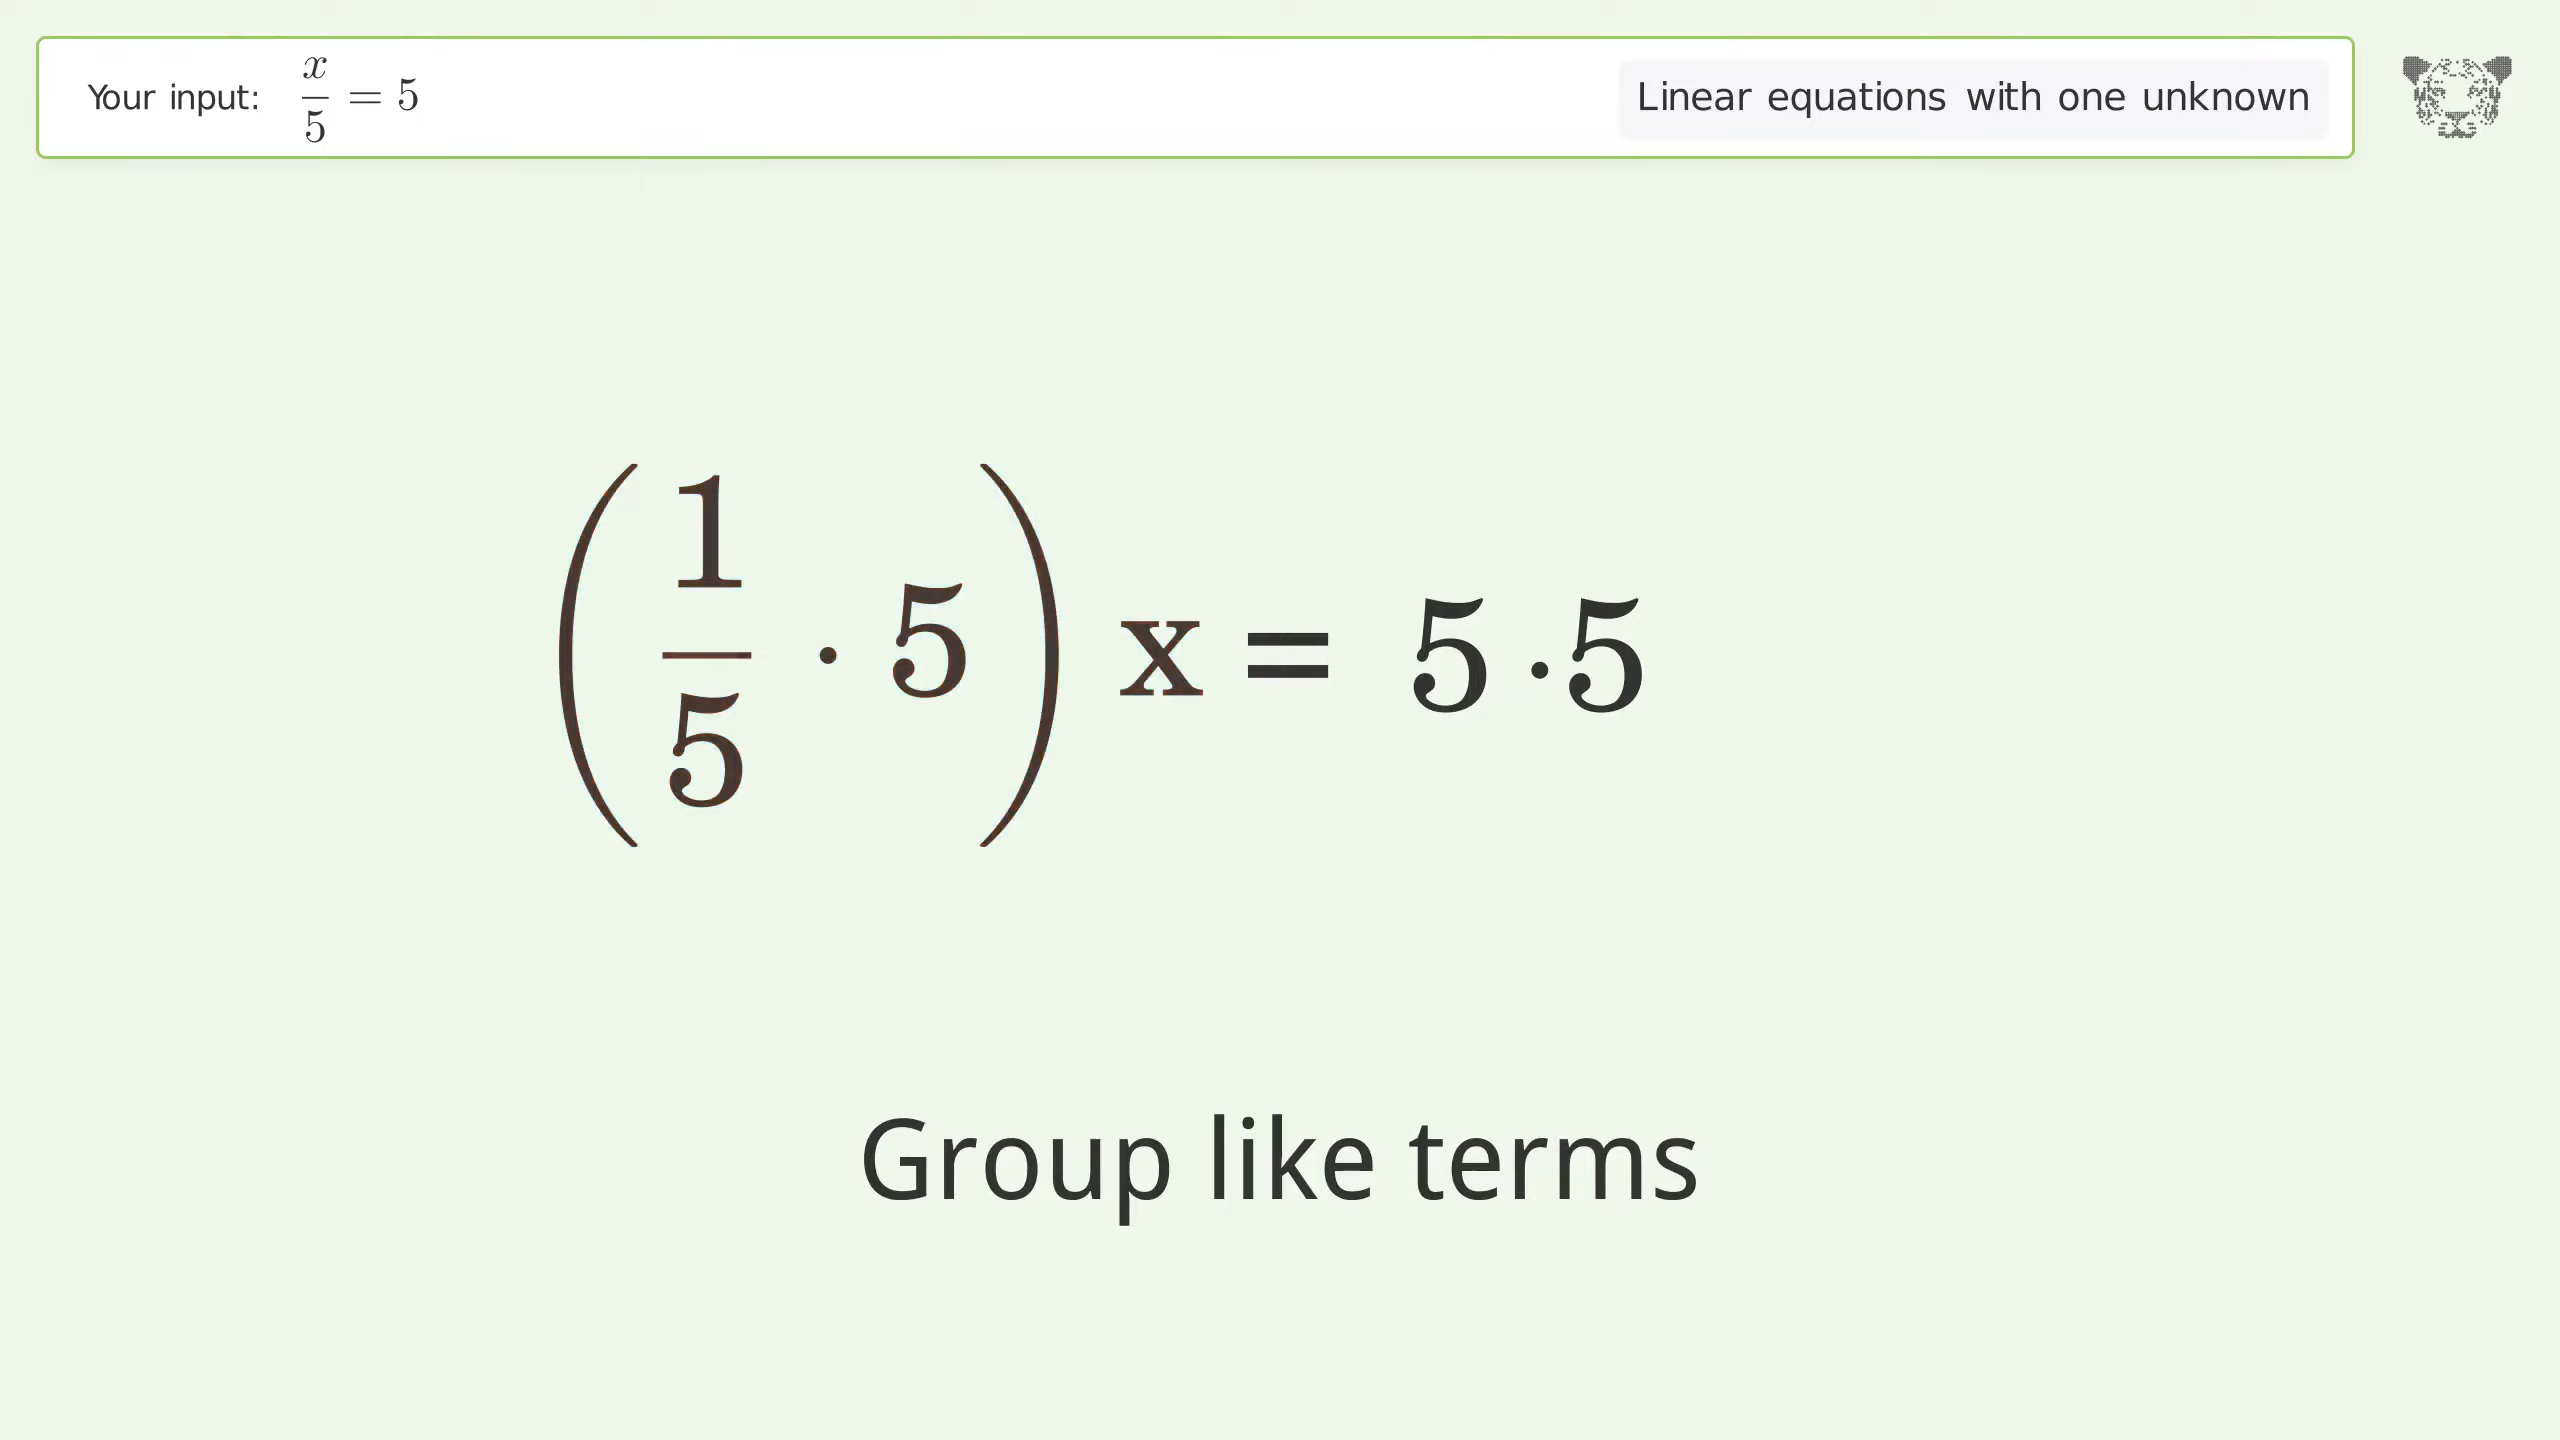 Your input: x/5 = 5
Linear equations with one unknown
(1/5 · 5) x = 5 · 5
Group like terms